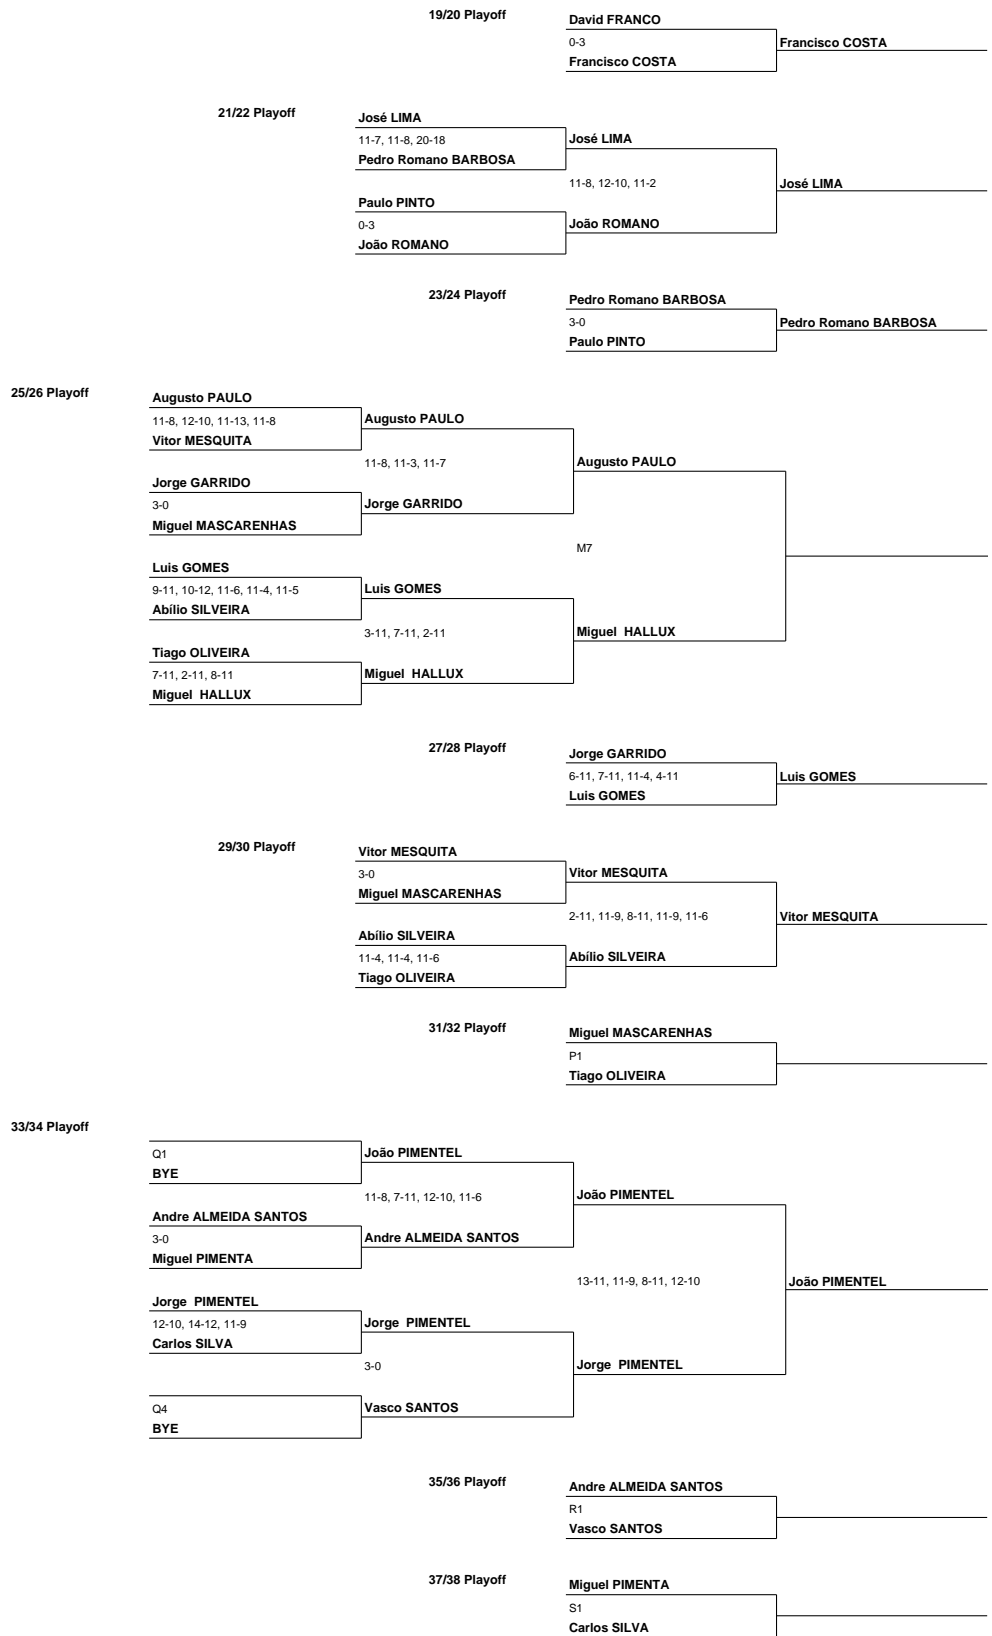 19/20 Playoff
David FRANCO
0-3
Francisco COSTA
Francisco COSTA
21/22 Playoff
José LIMA
11-7, 11-8, 20-18
José LIMA
Pedro Romano BARBOSA
11-8, 12-10, 11-2
José LIMA
Paulo PINTO
0-3
João ROMANO
João ROMANO
23/24 Playoff
Pedro Romano BARBOSA
3-0
Pedro Romano BARBOSA
Paulo PINTO
25/26 Playoff
Augusto PAULO
11-8, 12-10, 11-13, 11-8
Augusto PAULO
Vitor MESQUITA
11-8, 11-3, 11-7
Augusto PAULO
Jorge GARRIDO
3-0
Jorge GARRIDO
Miguel MASCARENHAS
M7
Luis GOMES
9-11, 10-12, 11-6, 11-4, 11-5
Luis GOMES
Abílio SILVEIRA
3-11, 7-11, 2-11
Miguel HALLUX
Tiago OLIVEIRA
7-11, 2-11, 8-11
Miguel HALLUX
Miguel HALLUX
27/28 Playoff
Jorge GARRIDO
6-11, 7-11, 11-4, 4-11
Luis GOMES
Luis GOMES
29/30 Playoff
Vitor MESQUITA
3-0
Vitor MESQUITA
Miguel MASCARENHAS
2-11, 11-9, 8-11, 11-9, 11-6
Vitor MESQUITA
Abílio SILVEIRA
11-4, 11-4, 11-6
Abílio SILVEIRA
Tiago OLIVEIRA
31/32 Playoff
Miguel MASCARENHAS
P1
Tiago OLIVEIRA
33/34 Playoff
Q1
João PIMENTEL
BYE
11-8, 7-11, 12-10, 11-6
João PIMENTEL
Andre ALMEIDA SANTOS
3-0
Andre ALMEIDA SANTOS
Miguel PIMENTA
13-11, 11-9, 8-11, 12-10
João PIMENTEL
Jorge PIMENTEL
12-10, 14-12, 11-9
Jorge PIMENTEL
Carlos SILVA
3-0
Jorge PIMENTEL
Q4
Vasco SANTOS
BYE
35/36 Playoff
Andre ALMEIDA SANTOS
R1
Vasco SANTOS
37/38 Playoff
Miguel PIMENTA
S1
Carlos SILVA